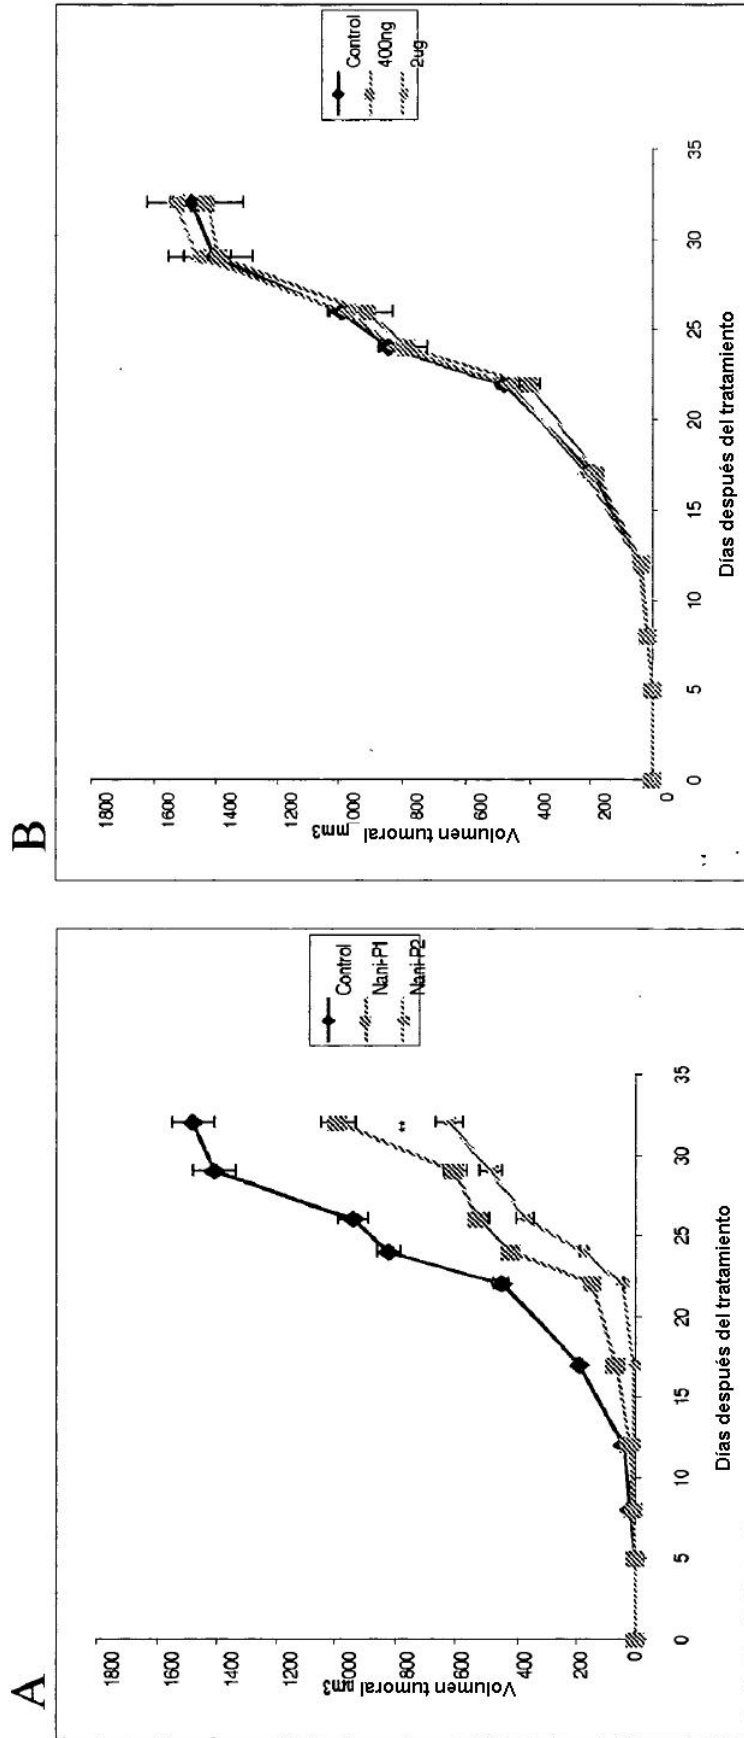 A
1800
1600
1400
1200
1000
800
600
400
200
0
Volumen tumoral
mm3
0
5
10
15
20
25
30
35
Días después del tratamiento
Control
Nani-P1
Nani-P2
**
B
1800
1600
1400
1200
1000
800
600
400
200
0
Volumen tumoral
mm3
0
5
10
15
20
25
30
35
Días después del tratamiento
Control
400ng
2ug